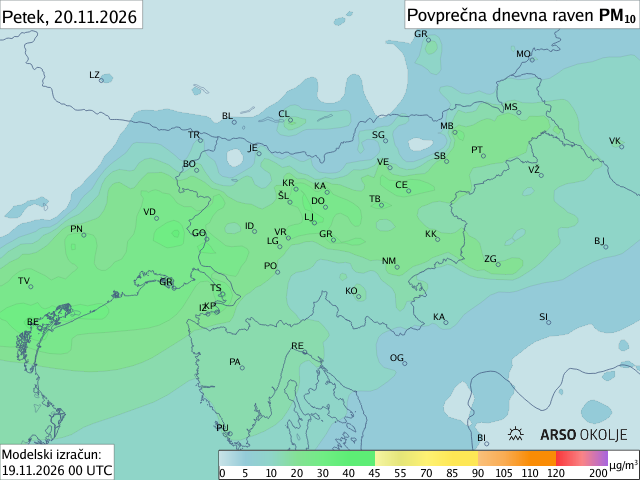 Petek, 20.11.2026
Povprečna dnevna raven PM10
GR
MO
LZ
MS
BL
CL
MB
TR
SG
VK
JE
PT
SB
BO
VE
VŽ
KR
KA
CE
ŠL
DO
TB
VD
LJ
PN
GO
ID
VR
GR
KK
LG
BJ
PO
NM
ZG
TV
GR
TS
KO
IZ
KP
BE
KA
SI
RE
PA
OG
PU
BI
ARSO OKOLJE
Modelski izračun:
19.11.2026 00 UTC
0 5 10 20 30 40 45 55 70 85 90 105 110 120 200 µg/m³